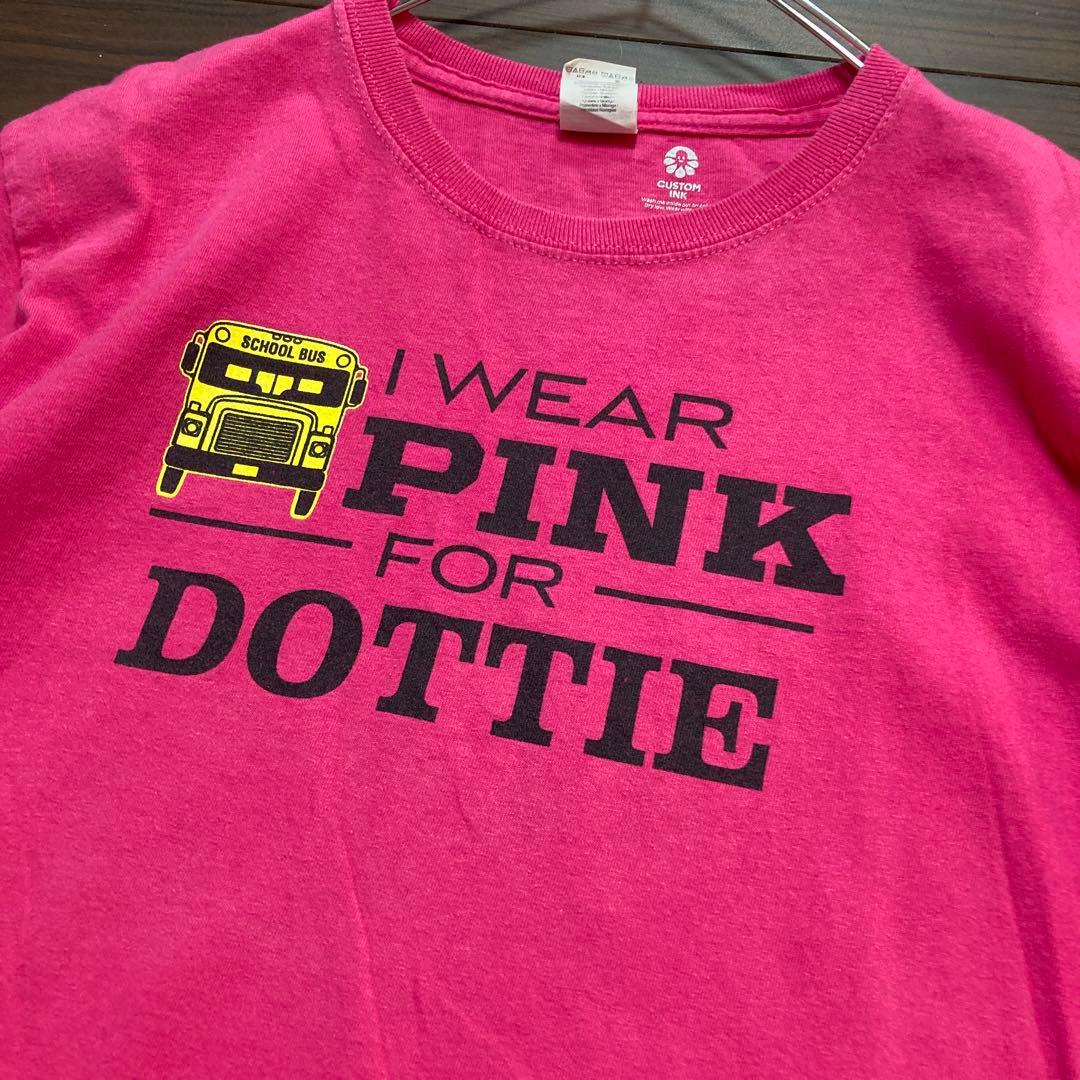 CUSTOM
INK
SCHOOL BUS
I WEAR
PINK
FOR
DOTTIE